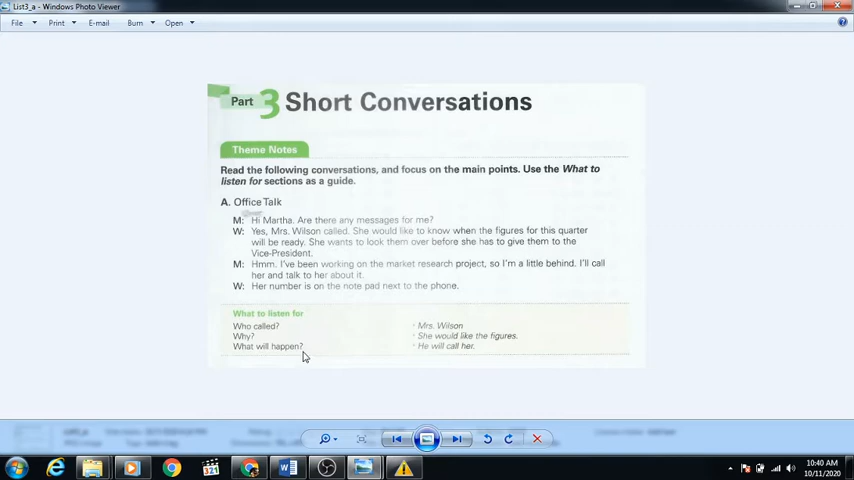 List3_a - Windows Photo Viewer
File Print E-mail Burn Open
Part 3 Short Conversations
Theme Notes
Read the following conversations, and focus on the main points. Use the What to
listen for sections as a guide.
A. Office Talk
M: Hi Martha. Are there any messages for me?
W: Yes, Mrs. Wilson called. She would like to know when the figures for this quarter
will be ready. She wants to look them over before she has to give them to the
Vice-President.
M: Hmm. I've been working on the market research project, so I'm a little behind. I'll call
her and talk to her about it.
W: Her number is on the note pad next to the phone.
What to listen for
Who called? · Mrs. Wilson
Why? · She would like the figures.
What will happen? · He will call her.
321
10:40 AM
10/11/2020